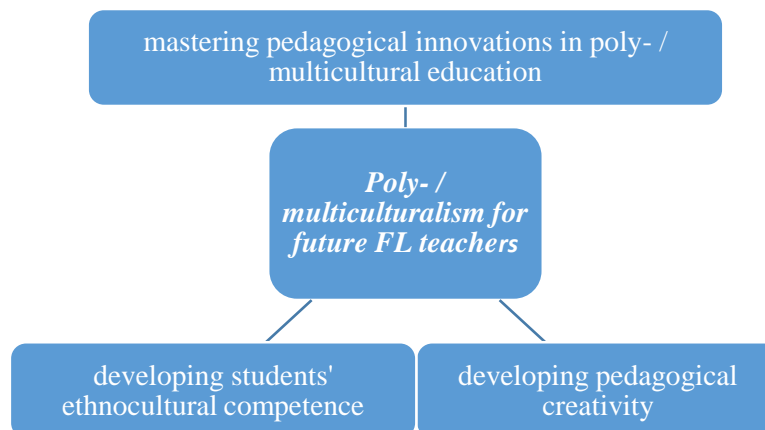 mastering pedagogical innovations in poly- /
multicultural education
Poly- /
multiculturalism for
future FL teachers
developing students'
ethnocultural competence
developing pedagogical
creativity